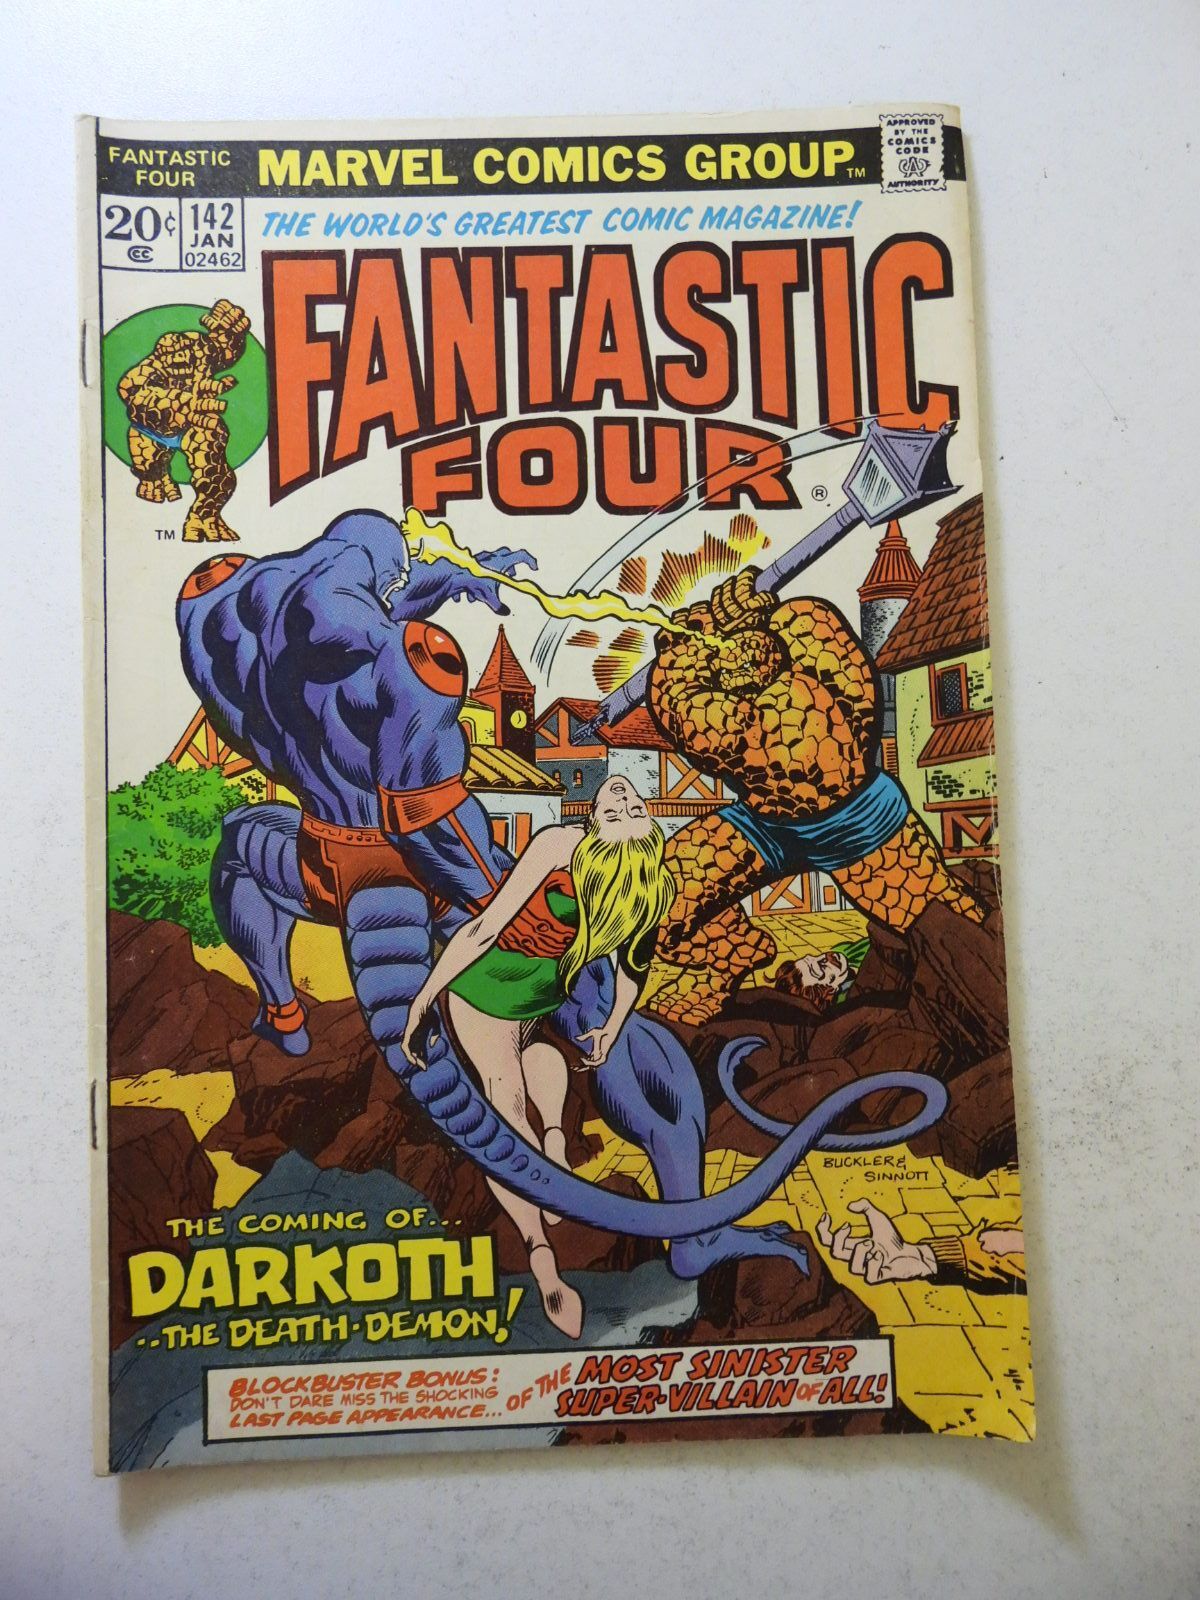 FANTASTIC
FOUR
MARVEL COMICS GROUP TM
APPROVED
BY THE
COMICS
CODE
AUTHORITY
20¢
CC
142
JAN
02462
THE WORLD'S GREATEST COMIC MAGAZINE!
FANTASTIC
FOUR ®
TM
BUCKLER &
SINNOTT
THE COMING OF...
DARKOTH
..THE DEATH-DEMON!
BLOCKBUSTER BONUS:
DON'T DARE MISS THE SHOCKING
LAST PAGE APPEARANCE...
OF THE MOST SINISTER
SUPER-VILLAIN OF ALL!